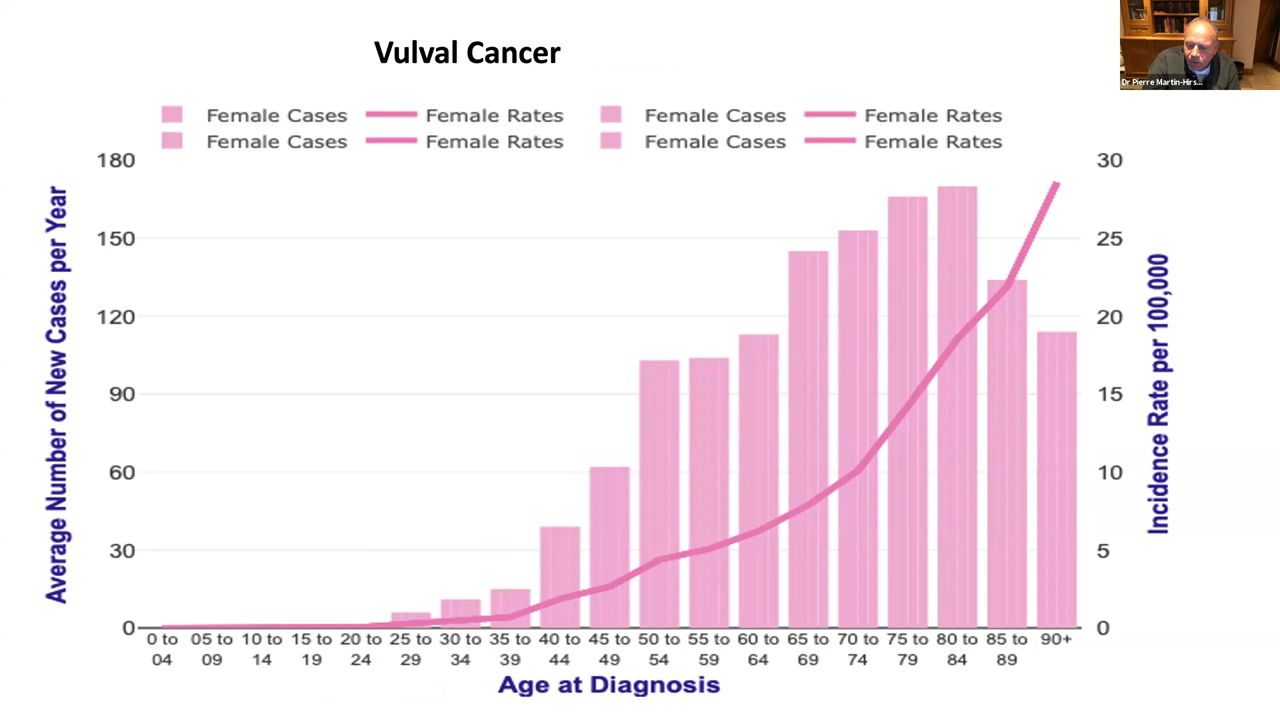 Vulval Cancer
Dr Pierre Martin-Hirs...
Female Cases Female Rates Female Cases Female Rates
Female Cases Female Rates Female Cases Female Rates
Average Number of New Cases per Year
180
150
120
90
60
30
0
30
25
20
15
10
5
0
Incidence Rate per 100,000
0 to 05 to 10 to 15 to 20 to 25 to 30 to 35 to 40 to 45 to 50 to 55 to 60 to 65 to 70 to 75 to 80 to 85 to 90+
04 09 14 19 24 29 34 39 44 49 54 59 64 69 74 79 84 89
Age at Diagnosis